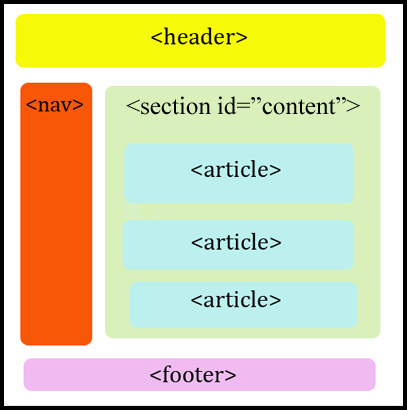 <header>
<nav>
<section id=”content”>
<article>
<article>
<article>
<footer>